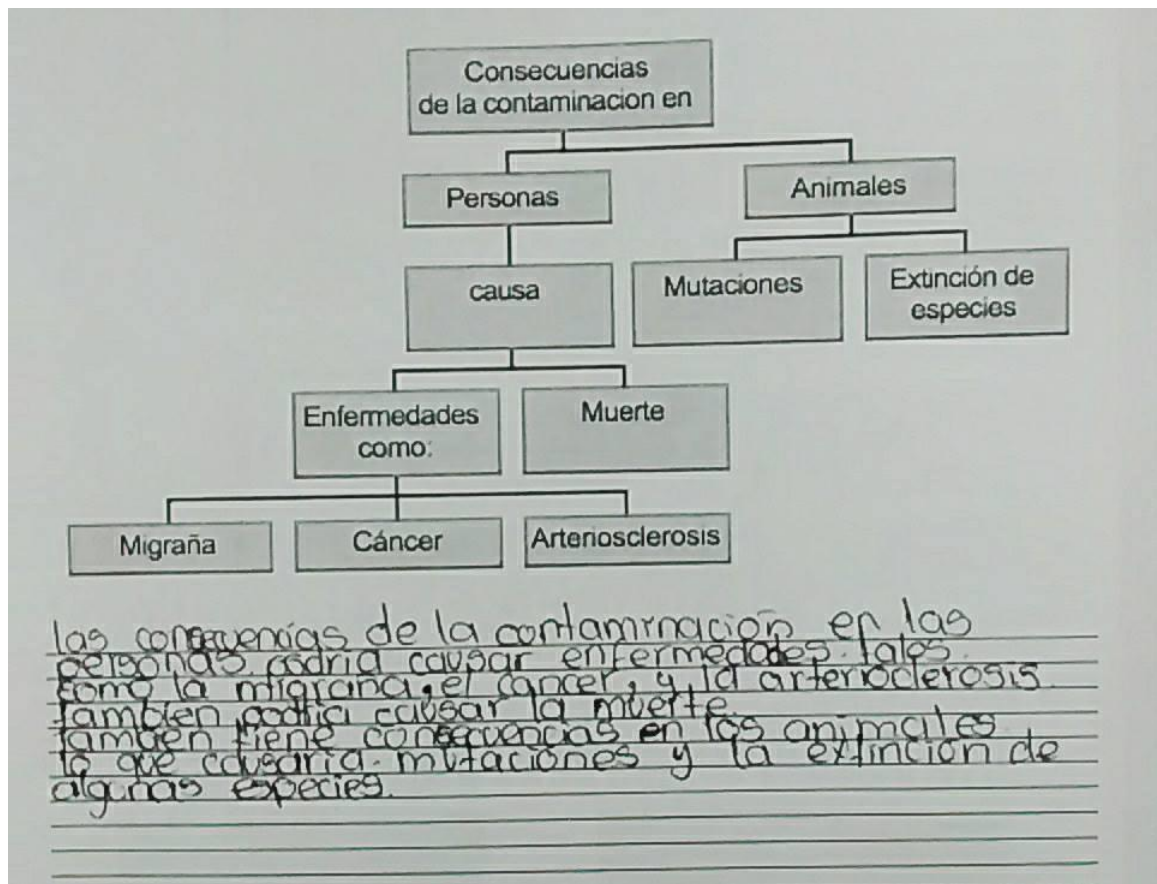 Consecuencias
de la contaminacion en
Personas
Animales
causa
Mutaciones
Extinción de
especies
Enfermedades
como:
Muerte
Migraña
Cáncer
Arteriosclerosis
las consecuencias de la contaminación en las
personas podria causar enfermedades tales
como la migraña, el cancer, y la arterioclerosis
tambien podria causar la muerte.
tambien tiene consecuencias en los animales
lo que causaria mutaciones y la extinción de
algunas especies.